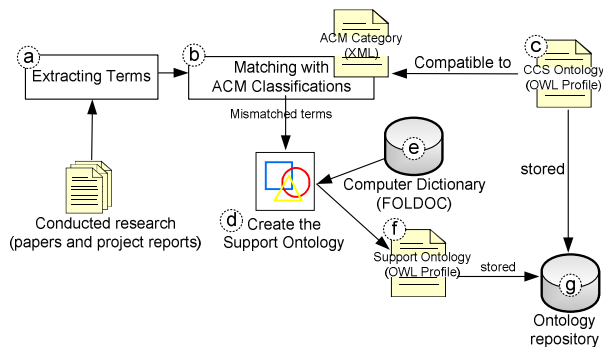 a
Extracting Terms
b
Matching with
ACM Classifications
ACM Category
(XML)
Compatible to
c
CCS Ontology
(OWL Profile)
Mismatched terms
stored
e
Computer Dictionary
(FOLDOC)
Conducted research
(papers and project reports)
d Create the
Support Ontology
f
Support Ontology
(OWL Profile)
stored
g
Ontology
repository